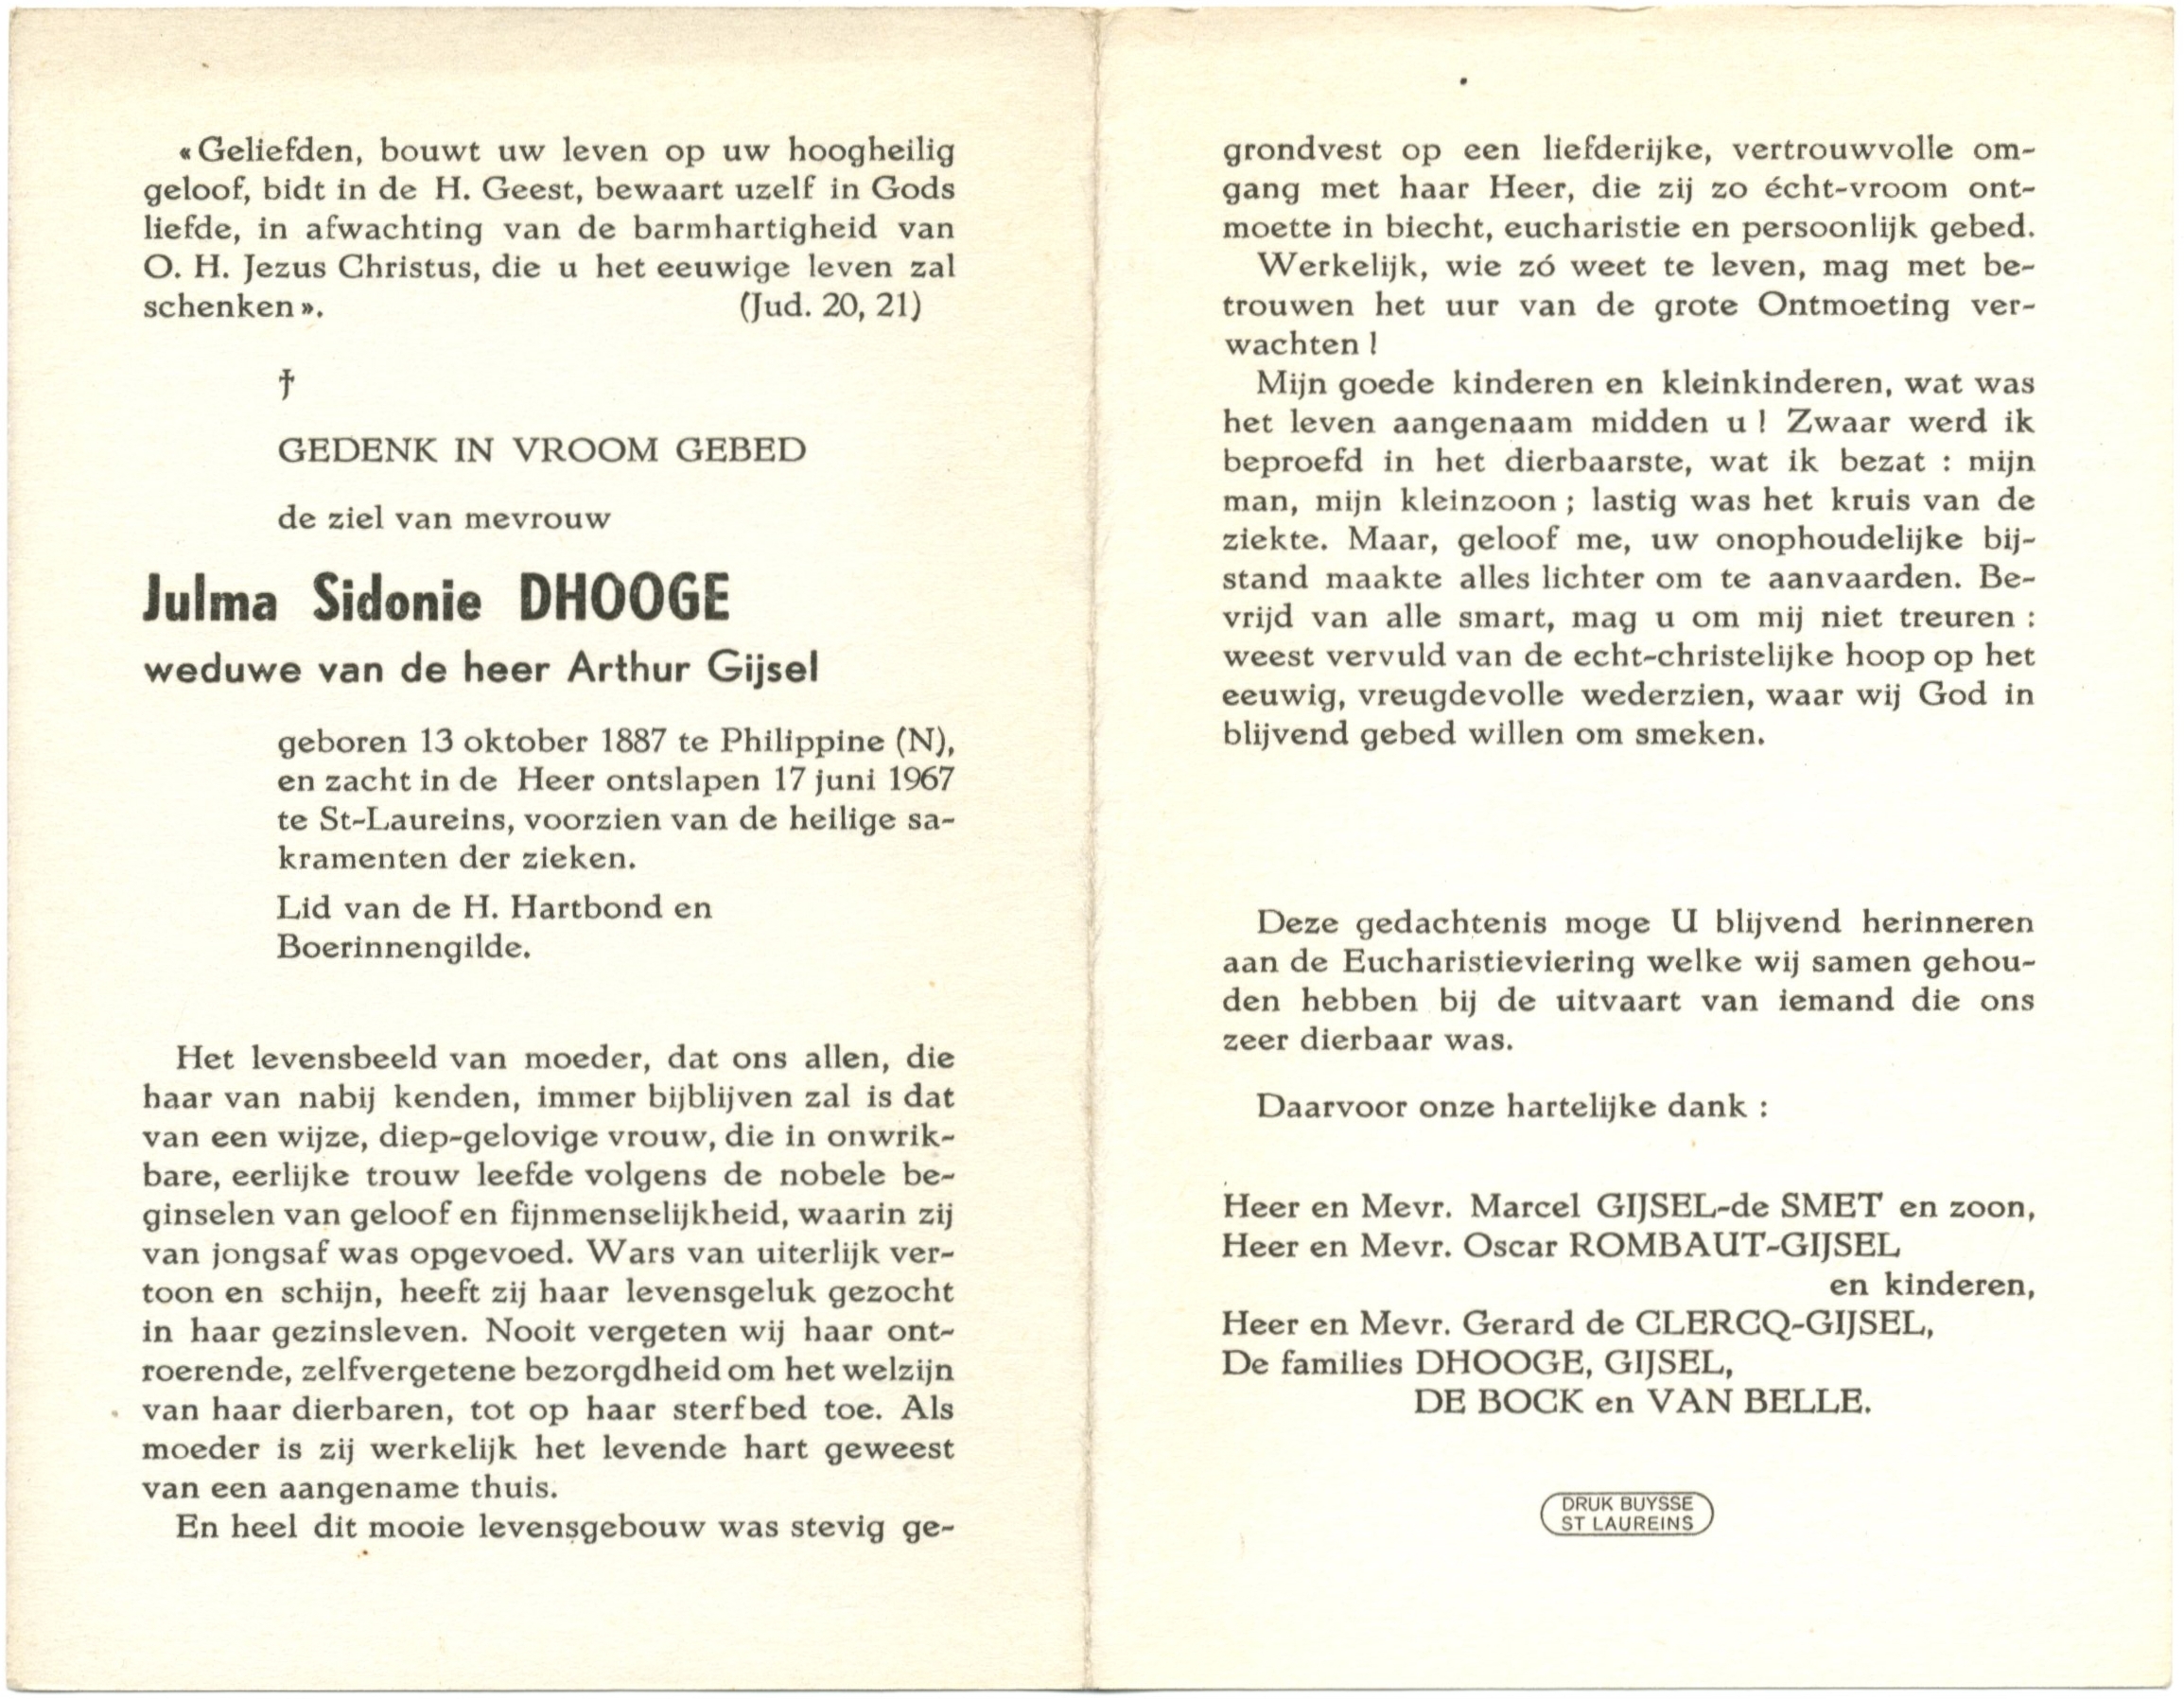 «Geliefden, bouwt uw leven op uw hoogheilig
geloof, bidt in de H. Geest, bewaart uzelf in Gods
liefde, in afwachting van de barmhartigheid van
O. H. Jezus Christus, die u het eeuwige leven zal
schenken». (Jud. 20, 21)
†
GEDENK IN VROOM GEBED
de ziel van mevrouw
Julma Sidonie DHOOGE
weduwe van de heer Arthur Gijsel
geboren 13 oktober 1887 te Philippine (N),
en zacht in de Heer ontslapen 17 juni 1967
te St-Laureins, voorzien van de heilige sa-
kramenten der zieken.
Lid van de H. Hartbond en
Boerinnengilde.
Het levensbeeld van moeder, dat ons allen, die
haar van nabij kenden, immer bijblijven zal is dat
van een wijze, diep-gelovige vrouw, die in onwrik-
bare, eerlijke trouw leefde volgens de nobele be-
ginselen van geloof en fijnmenselijkheid, waarin zij
van jongsaf was opgevoed. Wars van uiterlijk ver-
toon en schijn, heeft zij haar levensgeluk gezocht
in haar gezinsleven. Nooit vergeten wij haar ont-
roerende, zelfvergetene bezorgdheid om het welzijn
van haar dierbaren, tot op haar sterfbed toe. Als
moeder is zij werkelijk het levende hart geweest
van een aangename thuis.
En heel dit mooie levensgebouw was stevig ge-
grondvest op een liefderijke, vertrouwvolle om-
gang met haar Heer, die zij zo écht-vroom ont-
moette in biecht, eucharistie en persoonlijk gebed.
Werkelijk, wie zó weet te leven, mag met be-
trouwen het uur van de grote Ontmoeting ver-
wachten !
Mijn goede kinderen en kleinkinderen, wat was
het leven aangenaam midden u ! Zwaar werd ik
beproefd in het dierbaarste, wat ik bezat : mijn
man, mijn kleinzoon ; lastig was het kruis van de
ziekte. Maar, geloof me, uw onophoudelijke bij-
stand maakte alles lichter om te aanvaarden. Be-
vrijd van alle smart, mag u om mij niet treuren :
weest vervuld van de echt-christelijke hoop op het
eeuwig, vreugdevolle wederzien, waar wij God in
blijvend gebed willen om smeken.
Deze gedachtenis moge U blijvend herinneren
aan de Eucharistieviering welke wij samen gehou-
den hebben bij de uitvaart van iemand die ons
zeer dierbaar was.
Daarvoor onze hartelijke dank :
Heer en Mevr. Marcel GIJSEL-de SMET en zoon,
Heer en Mevr. Oscar ROMBAUT-GIJSEL
en kinderen,
Heer en Mevr. Gerard de CLERCQ-GIJSEL,
De families DHOOGE, GIJSEL,
DE BOCK en VAN BELLE.
DRUK BUYSSE
ST LAUREINS